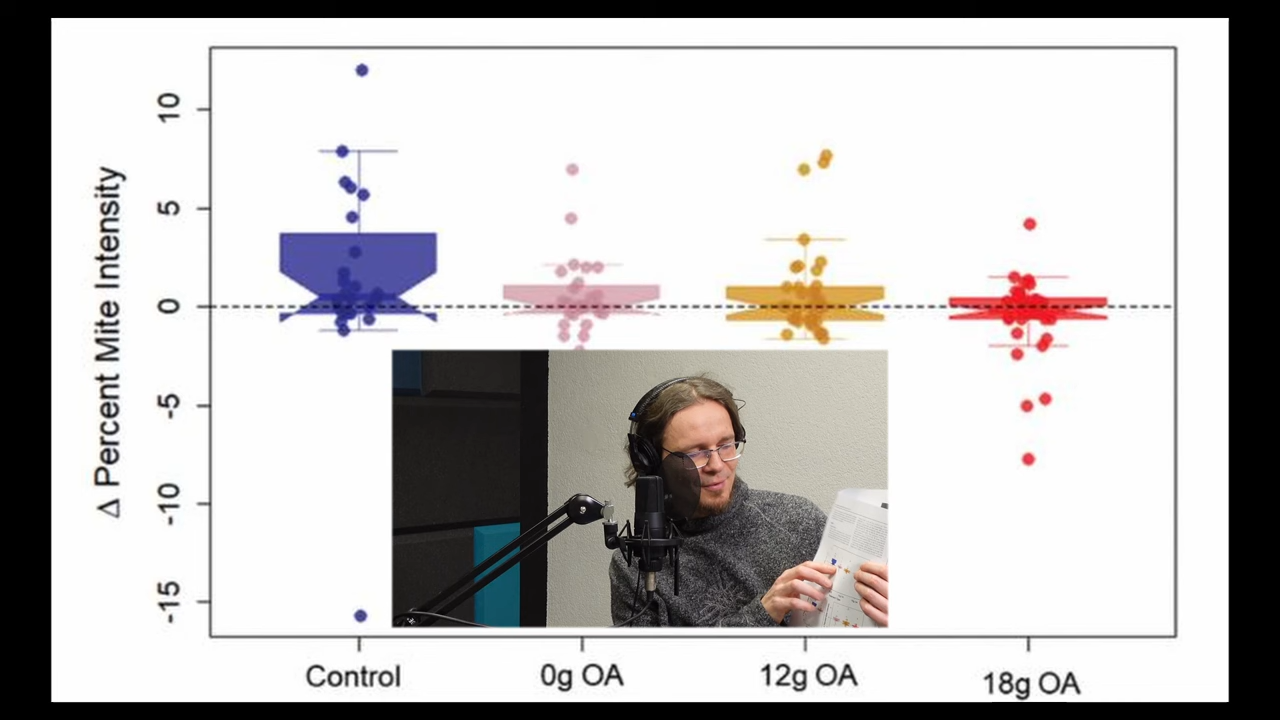 Δ Percent Mite Intensity
10
5
0
-5
-10
-15
Control
0g OA
12g OA
18g OA